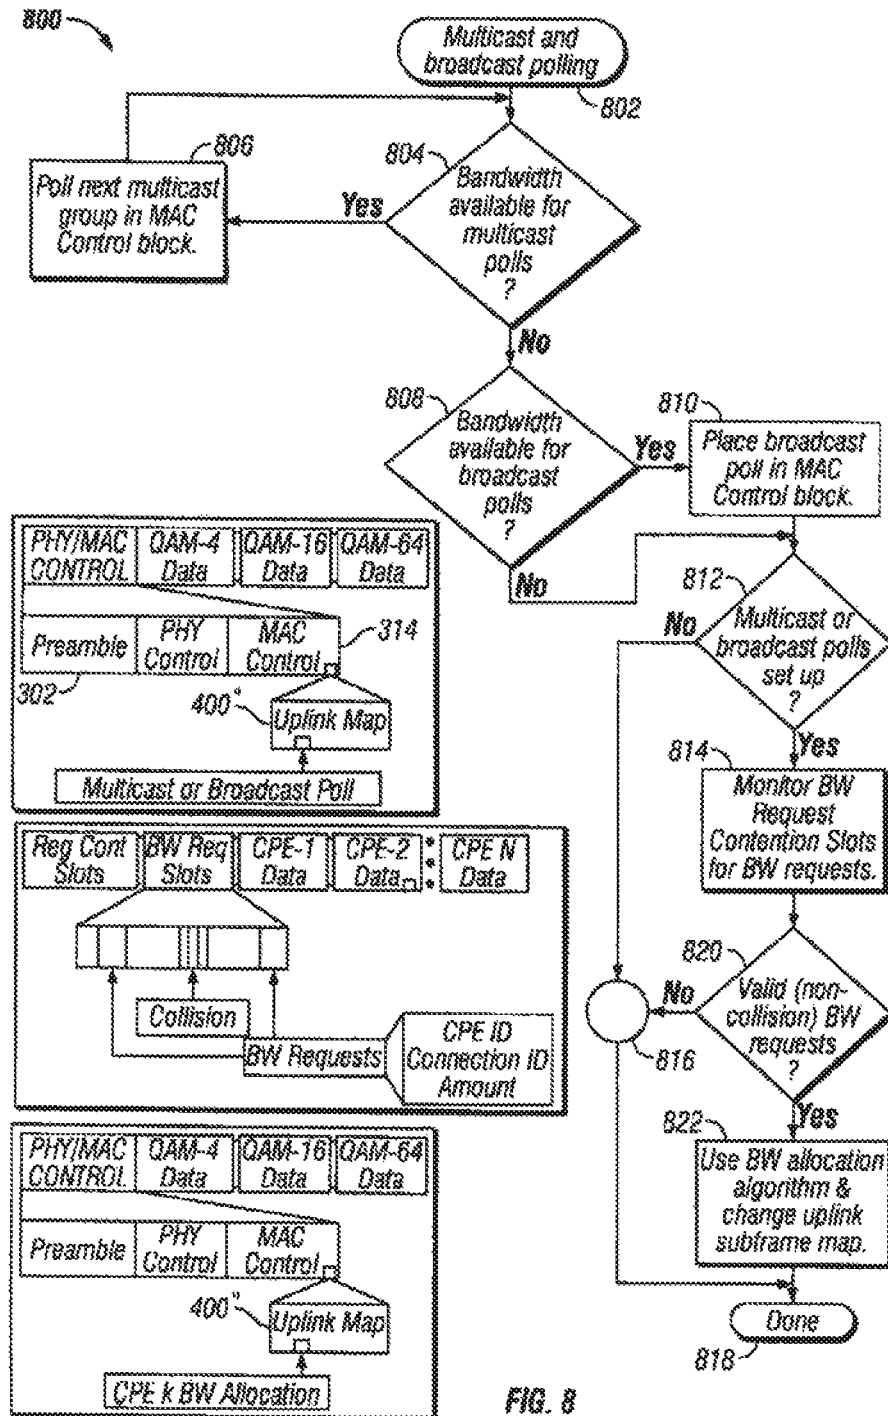 800
Multicast and
broadcast polling
802
804
806
Bandwidth
available for
multicast
polls
?
Yes
Poll next multicast
group in MAC
Control block.
No
808
Bandwidth
available for
broadcast
polls
?
Yes
810
Place broadcast
poll in MAC
Control block.
No
812
Multicast or
broadcast polls
set up
?
No
Yes
814
Monitor BW
Request
Contention Slots
for BW requests.
820
Valid (non-
collision) BW
requests
?
No
816
Yes
822
Use BW allocation
algorithm &
change uplink
subframe map.
Done
818
PHY/MAC
CONTROL
QAM-4
Data
QAM-16
Data
QAM-64
Data
Preamble
PHY
Control
MAC
Control
314
302
400"
Uplink Map
Multicast or Broadcast Poll
Reg Cont
Slots
BW Req
Slots
CPE-1
Data
CPE-2
Data
CPE N
Data
Collision
BW Requests
CPE ID
Connection ID
Amount
PHY/MAC
CONTROL
QAM-4
Data
QAM-16
Data
QAM-64
Data
Preamble
PHY
Control
MAC
Control
400"
Uplink Map
CPE k BW Allocation
FIG. 8